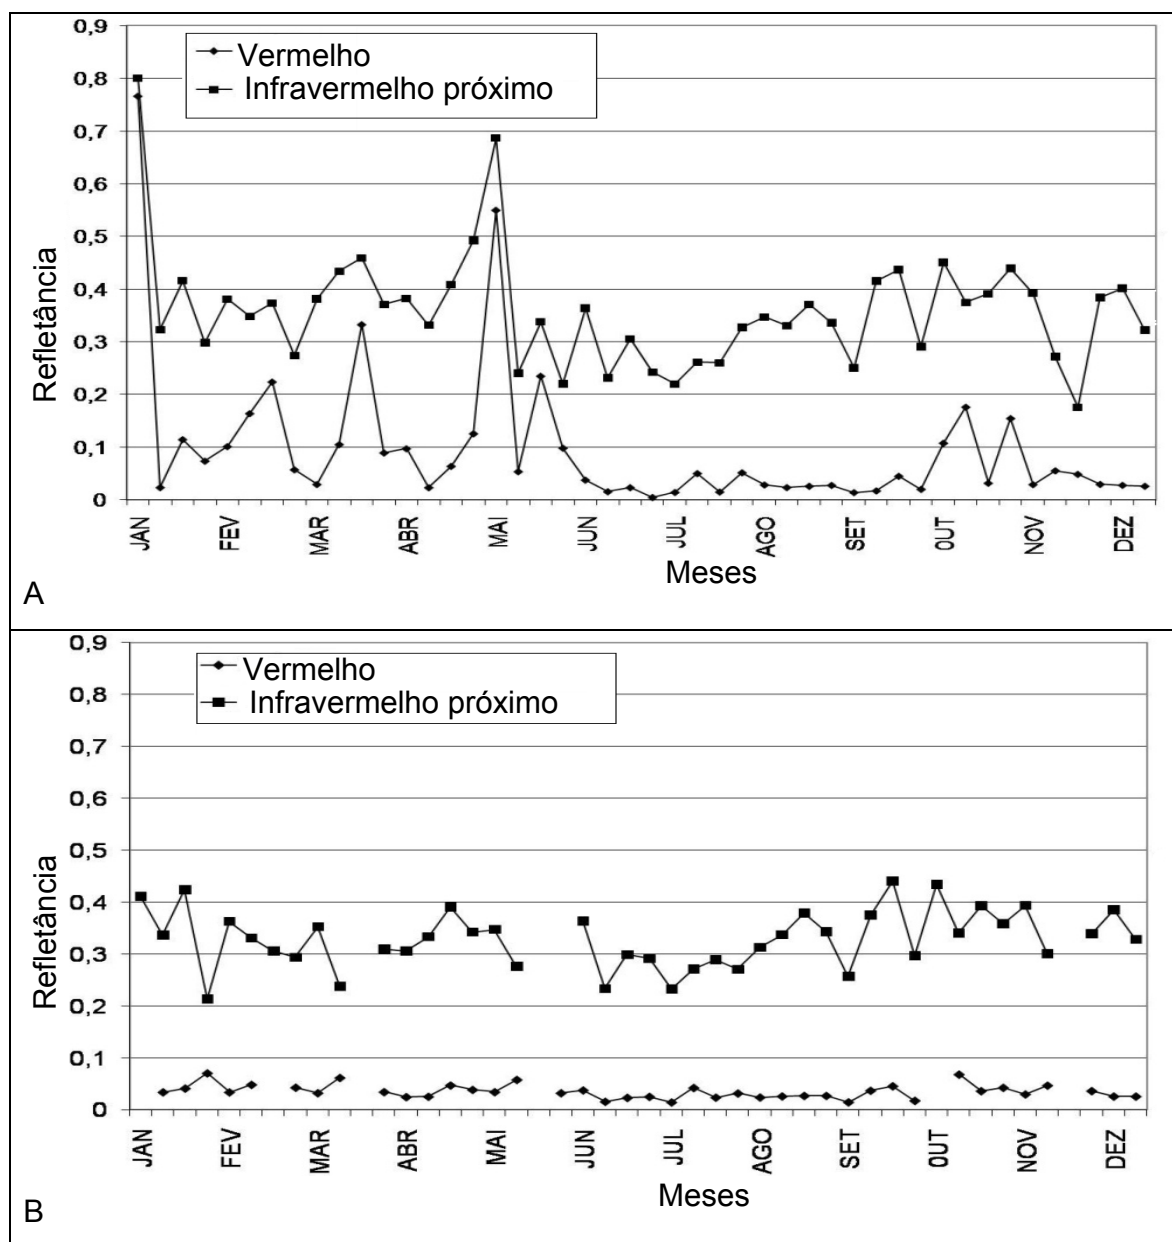 0,9
0,8
0,7
0,6
0,5
0,4
0,3
0,2
0,1
0
Refletância
Vermelho
Infravermelho próximo
JAN
FEV
MAR
ABR
MAI
JUN
JUL
AGO
SET
OUT
NOV
DEZ
Meses
A
0,9
0,8
0,7
0,6
0,5
0,4
0,3
0,2
0,1
0
Refletância
Vermelho
Infravermelho próximo
JAN
FEV
MAR
ABR
MAI
JUN
JUL
AGO
SET
OUT
NOV
DEZ
Meses
B